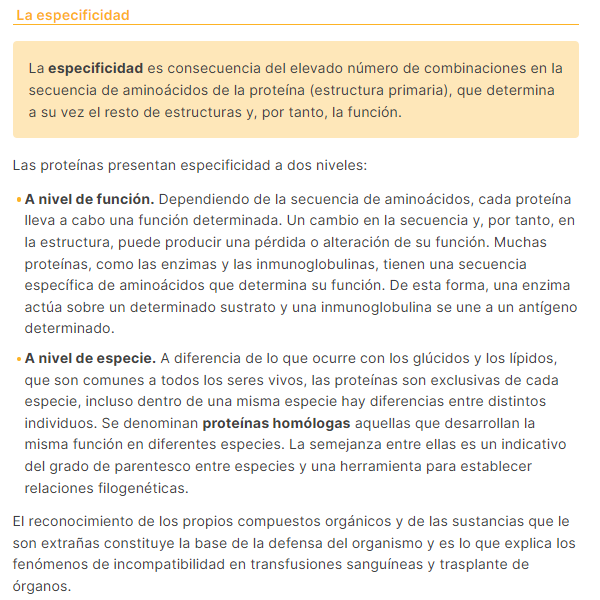 La especificidad
La especificidad es consecuencia del elevado número de combinaciones en la
secuencia de aminoácidos de la proteína (estructura primaria), que determina
a su vez el resto de estructuras y, por tanto, la función.
Las proteínas presentan especificidad a dos niveles:
• A nivel de función. Dependiendo de la secuencia de aminoácidos, cada proteína
lleva a cabo una función determinada. Un cambio en la secuencia y, por tanto, en
la estructura, puede producir una pérdida o alteración de su función. Muchas
proteínas, como las enzimas y las inmunoglobulinas, tienen una secuencia
específica de aminoácidos que determina su función. De esta forma, una enzima
actúa sobre un determinado sustrato y una inmunoglobulina se une a un antígeno
determinado.
• A nivel de especie. A diferencia de lo que ocurre con los glúcidos y los lípidos,
que son comunes a todos los seres vivos, las proteínas son exclusivas de cada
especie, incluso dentro de una misma especie hay diferencias entre distintos
individuos. Se denominan proteínas homólogas aquellas que desarrollan la
misma función en diferentes especies. La semejanza entre ellas es un indicativo
del grado de parentesco entre especies y una herramienta para establecer
relaciones filogenéticas.
El reconocimiento de los propios compuestos orgánicos y de las sustancias que le
son extrañas constituye la base de la defensa del organismo y es lo que explica los
fenómenos de incompatibilidad en transfusiones sanguíneas y trasplante de
órganos.